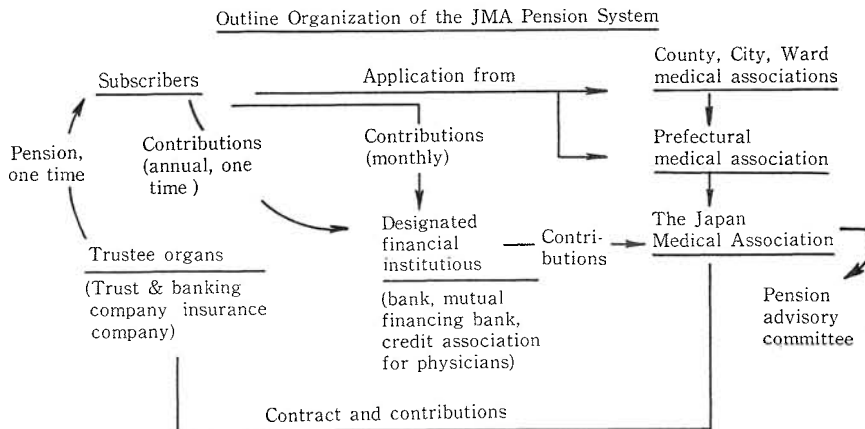 Outline Organization of the JMA Pension System
Subscribers
Application from
County, City, Ward
medical associations
Pension,
one time
Contributions
(annual, one
time)
Contributions
(monthly)
Prefectural
medical association
Trustee organs
(Trust & banking
company insurance
company)
Designated
financial
institutious
(bank, mutual
financing bank,
credit association
for physicians)
Contri-
butions
The Japan
Medical Association
Pension
advisory
committee
Contract and contributions